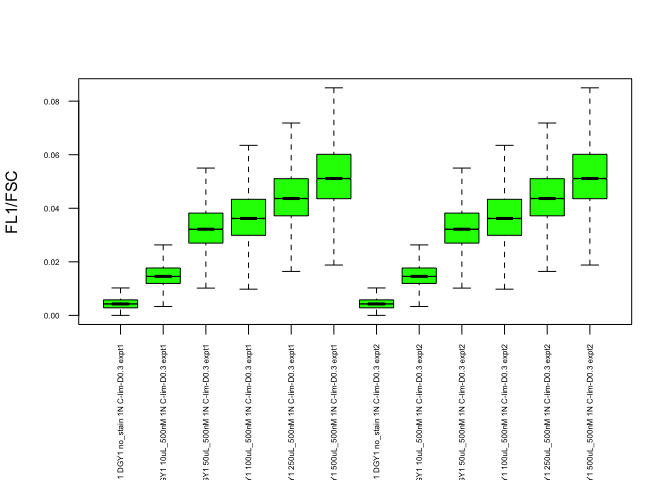 FL1/FSC
0.08
0.06
0.04
0.02
0.00
1 DGY1 no_stain 1N C-lim-D0.3 expt1
GY1 10uL_500nM 1N C-lim-D0.3 expt1
GY1 50uL_500nM 1N C-lim-D0.3 expt1
Y1 100uL_500nM 1N C-lim-D0.3 expt1
Y1 250uL_500nM 1N C-lim-D0.3 expt1
Y1 500uL_500nM 1N C-lim-D0.3 expt1
1 DGY1 no_stain 1N C-lim-D0.3 expt2
GY1 10uL_500nM 1N C-lim-D0.3 expt2
GY1 50uL_500nM 1N C-lim-D0.3 expt2
Y1 100uL_500nM 1N C-lim-D0.3 expt2
Y1 250uL_500nM 1N C-lim-D0.3 expt2
Y1 500uL_500nM 1N C-lim-D0.3 expt2